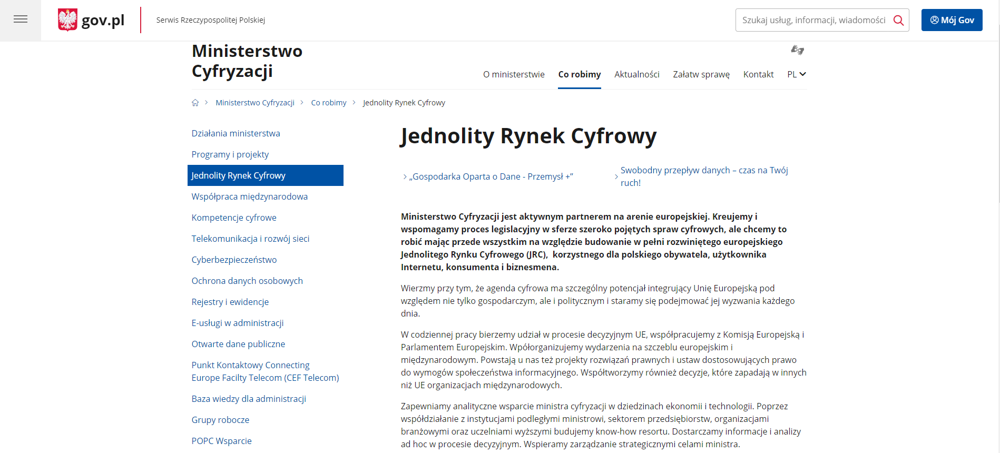 gov.pl
Serwis Rzeczypospolitej Polskiej
Szukaj usług, informacji, wiadomości
Mój Gov
Ministerstwo
Cyfryzacji
O ministerstwie
Co robimy
Aktualności
Załatw sprawę
Kontakt
PL
Ministerstwo Cyfryzacji
Co robimy
Jednolity Rynek Cyfrowy
Działania ministerstwa
Programy i projekty
Jednolity Rynek Cyfrowy
Współpraca międzynarodowa
Kompetencje cyfrowe
Telekomunikacja i rozwój sieci
Cyberbezpieczeństwo
Ochrona danych osobowych
Rejestry i ewidencje
E-usługi w administracji
Otwarte dane publiczne
Punkt Kontaktowy Connecting
Europe Facilty Telecom (CEF Telecom)
Baza wiedzy dla administracji
Grupy robocze
POPC Wsparcie
Jednolity Rynek Cyfrowy
„Gospodarka Oparta o Dane - Przemysł +”
Swobodny przepływ danych – czas na Twój
ruch!
Ministerstwo Cyfryzacji jest aktywnym partnerem na arenie europejskiej. Kreujemy i
wspomagamy proces legislacyjny w sferze szeroko pojętych spraw cyfrowych, ale chcemy to
robić mając przede wszystkim na względzie budowanie w pełni rozwiniętego europejskiego
Jednolitego Rynku Cyfrowego (JRC),  korzystnego dla polskiego obywatela, użytkownika
Internetu, konsumenta i biznesmena.
Wierzmy przy tym, że agenda cyfrowa ma szczególny potencjał integrujący Unię Europejską pod
względem nie tylko gospodarczym, ale i politycznym i staramy się podejmować jej wyzwania każdego
dnia.
W codziennej pracy bierzemy udział w procesie decyzyjnym UE, współpracujemy z Komisją Europejską i
Parlamentem Europejskim. Wpółorganizujemy wydarzenia na szczeblu europejskim i
międzynarodowym. Powstają u nas też projekty rozwiązań prawnych i ustaw dostosowujących prawo
do wymogów społeczeństwa informacyjnego. Współtworzymy również decyzje, które zapadają w innych
niż UE organizacjach międzynarodowych.
Zapewniamy analityczne wsparcie ministra cyfryzacji w dziedzinach ekonomii i technologii. Poprzez
współdziałanie z instytucjami podległymi ministrowi, sektorem przedsiębiorstw, organizacjami
branżowymi oraz uczelniami wyższymi budujemy know-how resortu. Dostarczamy informacje i analizy
ad hoc w procesie decyzyjnym. Wspieramy zarządzanie strategicznymi celami ministra.